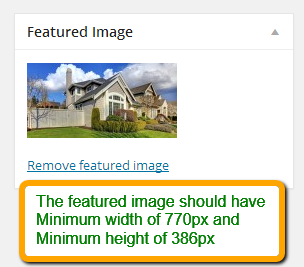 Featured Image
Remove featured image
The featured image should have
Minimum width of 770px and
Minimum height of 386px